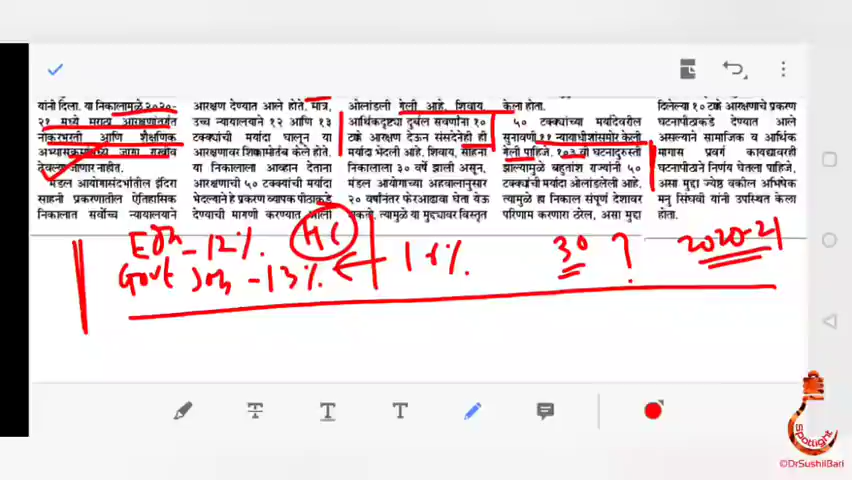 यांनी दिला. या निकालामुळे २०२०-
२१ मध्ये मराठा आरक्षणांतर्गत
नोकरभरती आणि शैक्षणिक
अभ्यासक्रमांमध्ये जागा राखीव
ठेवल्या जाणार नाहीत.
मंडल आयोगासंदर्भातील इंदिरा
साहनी प्रकरणातील ऐतिहासिक
निकालात सर्वोच्च न्यायालयाने
आरक्षण देण्यात आले होते. मात्र,
उच्च न्यायालयाने १२ आणि १३
टक्क्यांची मर्यादा घालून या
आरक्षणावर शिकामोर्तब केले होते.
या निकालाला आव्हान देताना
आरक्षणाची ५० टक्क्यांची मर्यादा
भेदल्याने हे प्रकरण व्यापक पीठाकडे
देण्याची मागणी करण्यात आली
ओलांडली गेली आहे. शिवाय,
आर्थिकदृष्ट्या दुर्बल सवर्णांना १०
टक्के आरक्षण देऊन संसदेनेही ही
मर्यादा भेदली आहे. शिवाय, साहनी
निकालाला ३० वर्षे झाली असून,
मंडल आयोगाच्या अहवालानुसार
२० वर्षांनंतर फेरआढावा घेता येऊ
शकतो. त्यामुळे या मुद्द्यावर विस्तृत
केला होता.
५० टक्क्यांच्या मर्यादेवरील
सुनावणी ११ न्यायाधीशांसमोर केली
गेली पाहिजे. १०३ वी घटनादुरुस्ती
झाल्यामुळे बहुतांश राज्यांनी ५०
टक्क्यांची मर्यादा ओलांडलेली आहे.
त्यामुळे हा निकाल संपूर्ण देशावर
परिणाम करणारा ठरेल, असा मुद्दा
दिलेल्या १० टक्के आरक्षणाचे प्रकरण
घटनापीठाकडे देण्यात आले
असल्याने सामाजिक व आर्थिक
मागास प्रवर्ग कायद्यावरही
घटनापीठाने निर्णय घेतला पाहिजे,
असा मुद्दा ज्येष्ठ वकील अभिषेक
मनु सिंघवी यांनी उपस्थित केला
होता.
Edn - 12%. HC
Govt Job - 13% ← 16%
30 ?
2020-21
T T T
Spotlight
©DrSushilBari